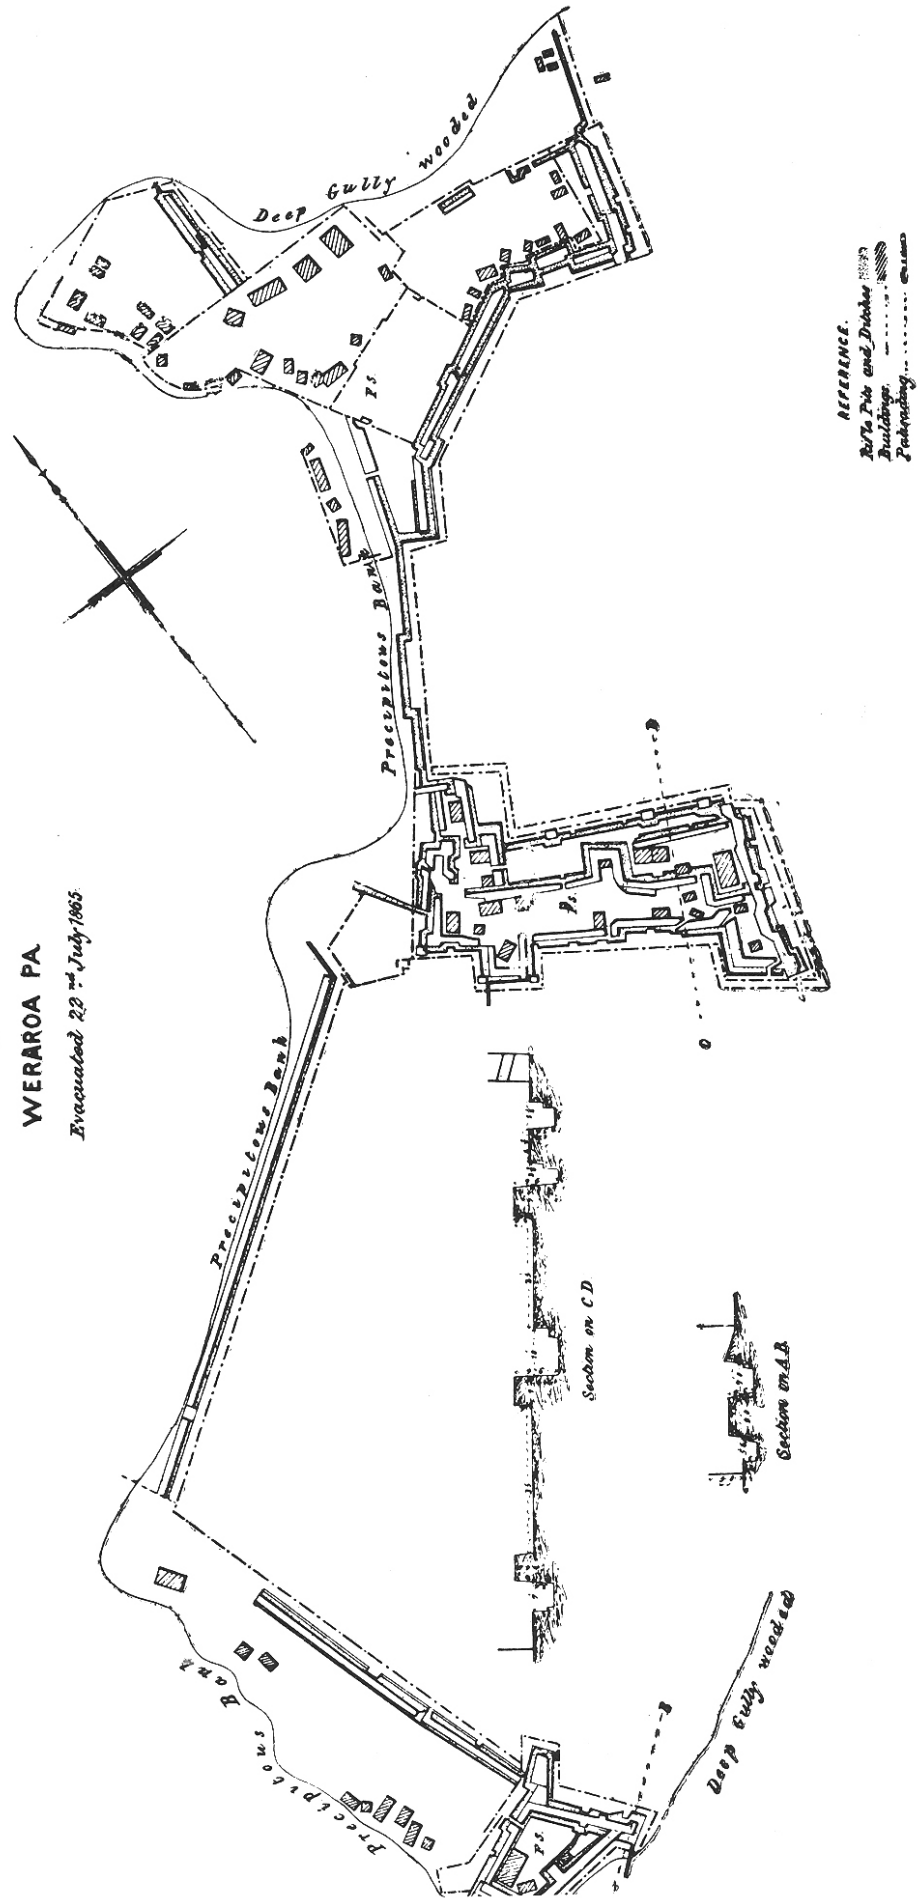 WERAROA PA
Evacuated 22nd July 1865
REFERENCE.
Rifle Pits and Ditches
Buildings
Palisading
Deep Gully wooded
F.S.
Precipitous Bank
D
F.S.
C
Precipitous Bank
Section on C D
Section on A.B.
Precipitous Bank
Deep Gully wooded
B
F.S.